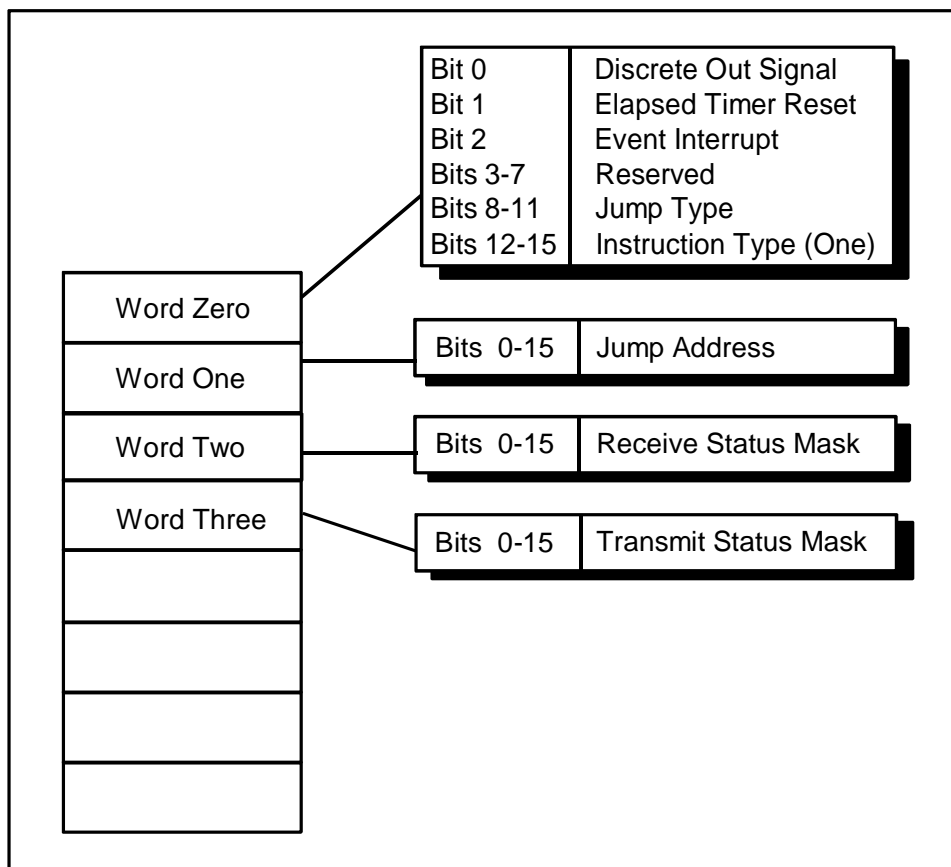 Bit 0 Discrete Out Signal
Bit 1 Elapsed Timer Reset
Bit 2 Event Interrupt
Bits 3-7 Reserved
Bits 8-11 Jump Type
Bits 12-15 Instruction Type (One)
Word Zero
Bits 0-15 Jump Address
Word One
Bits 0-15 Receive Status Mask
Word Two
Word Three
Bits 0-15 Transmit Status Mask